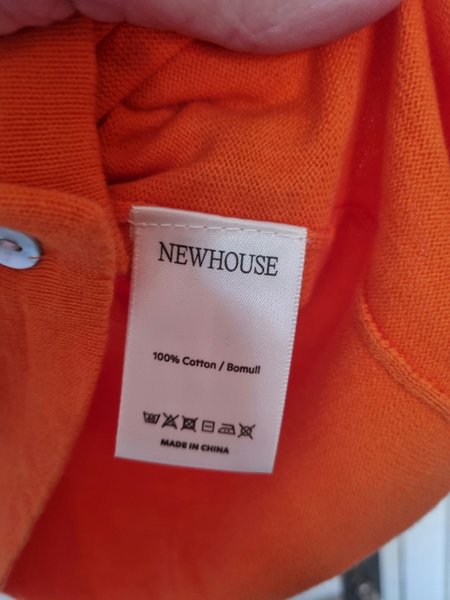 NEWHOUSE
100% Cotton / Bomull
MADE IN CHINA